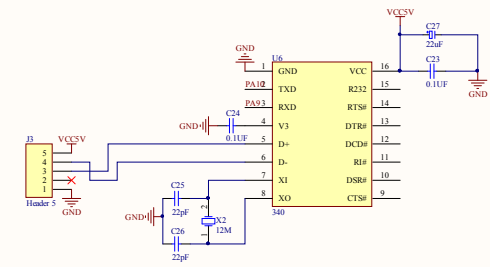 VCC5V
C27
22uF
GND
U6
C23
0.1UF
GND
1 GND VCC 16
PA10 2 TXD R232 15
PA9 3 RXD RTS# 14
C24
GND 4 V3 DTR# 13
0.1UF
J3
VCC5V
5 D+ DCD# 12
5
4
3
2
1
6 D- RI# 11
7 XI DSR# 10
8 XO CTS# 9
Header 5
GND
C25
22pF
GND
2
X2
12M
1
C26
22pF
340